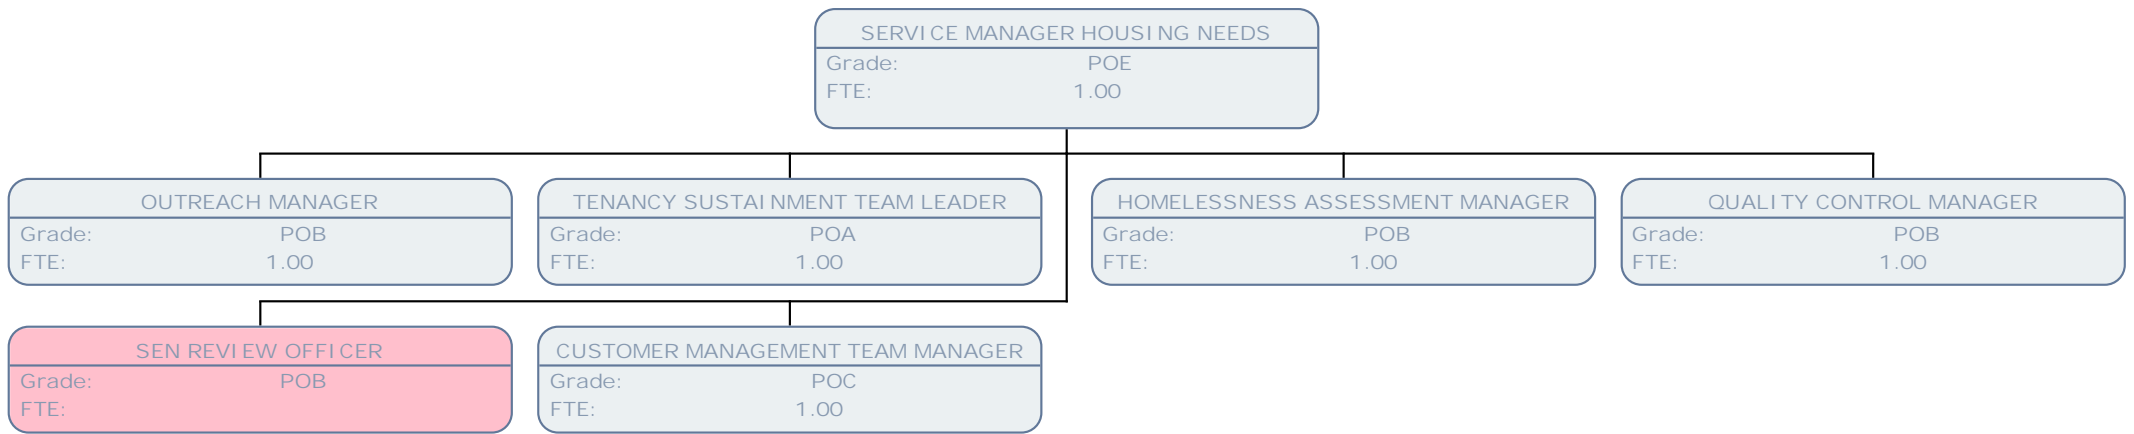 SERVICE MANAGER HOUSING NEEDS
Grade: POE
FTE: 1.00
OUTREACH MANAGER
Grade: POB
FTE: 1.00
TENANCY SUSTAINMENT TEAM LEADER
Grade: POA
FTE: 1.00
HOMELESSNESS ASSESSMENT MANAGER
Grade: POB
FTE: 1.00
QUALITY CONTROL MANAGER
Grade: POB
FTE: 1.00
SEN REVIEW OFFICER
Grade: POB
FTE:
CUSTOMER MANAGEMENT TEAM MANAGER
Grade: POC
FTE: 1.00